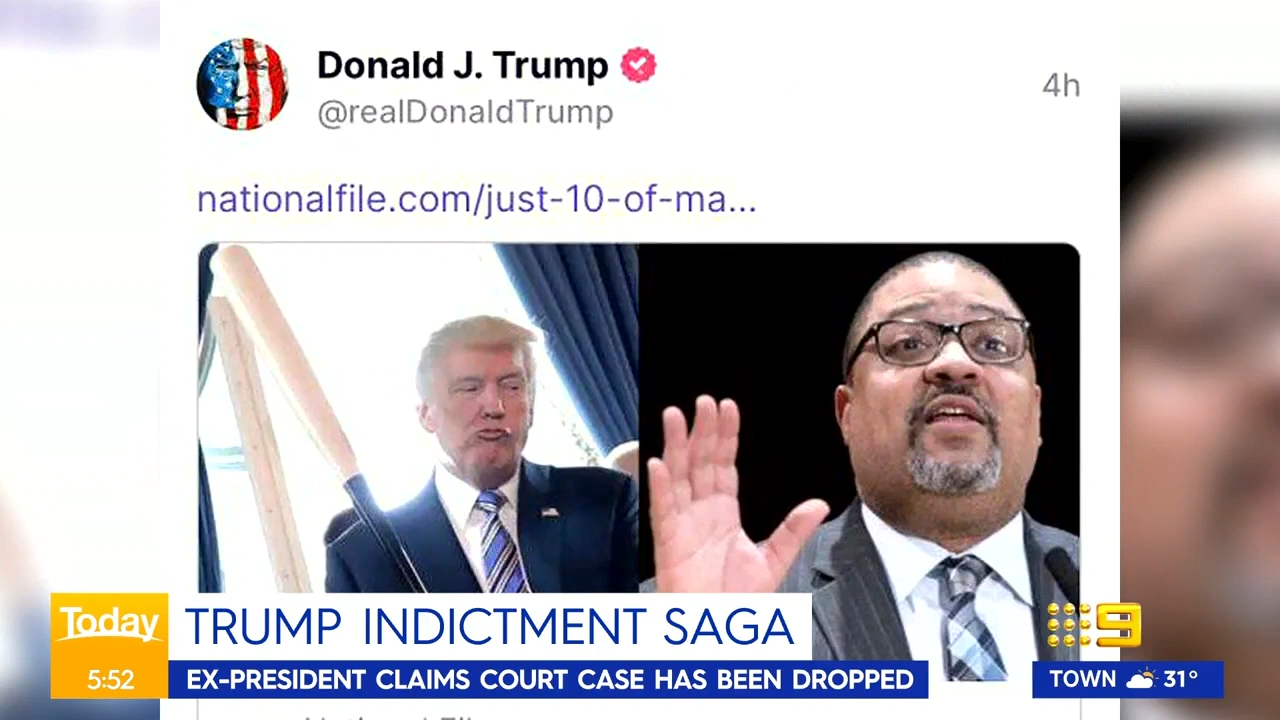 Donald J. Trump
@realDonaldTrump
4h
nationalfile.com/just-10-of-ma...
Today
TRUMP INDICTMENT SAGA
9
5:52
EX-PRESIDENT CLAIMS COURT CASE HAS BEEN DROPPED
TOWN 31°